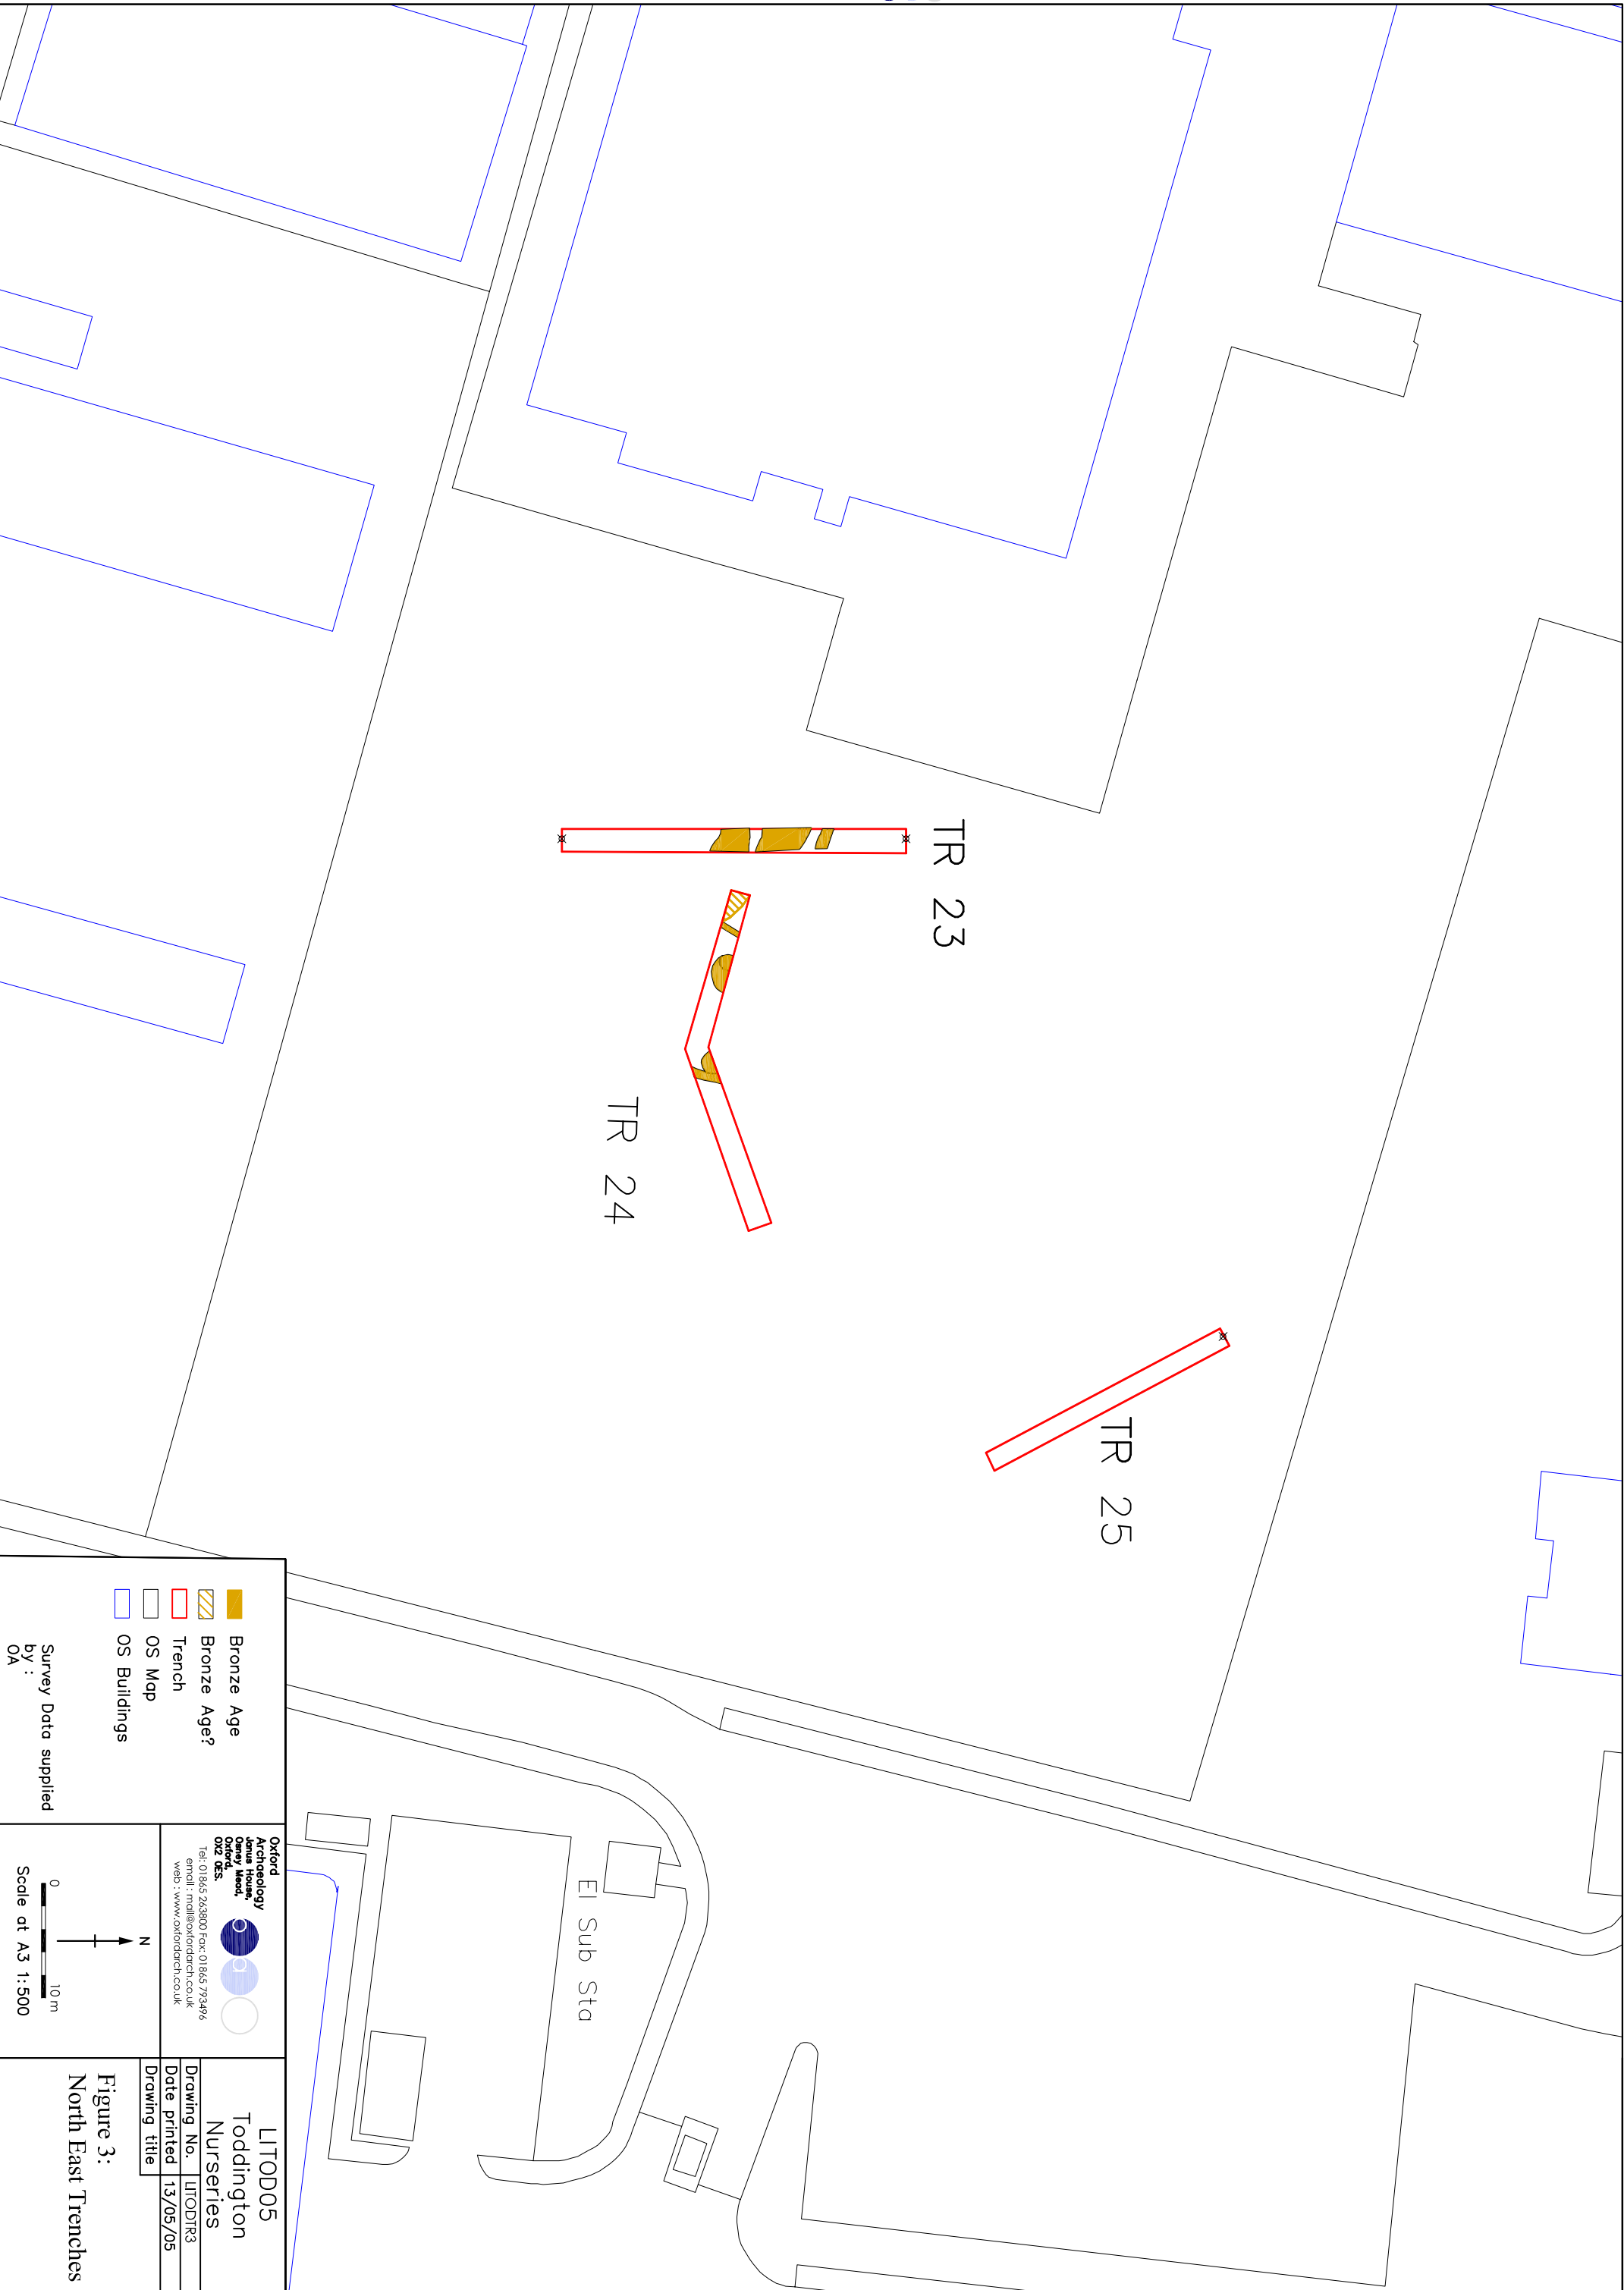 TR 23
TR 24
TR 25
El Sub Sta
Bronze Age
Bronze Age?
Trench
OS Map
OS Buildings
Survey Data supplied
by :
OA
Oxford
Archaeology
Janus House,
Osney Mead,
Oxford,
OX2 0ES.
Tel: 01865 263800 Fax: 01865 793496
email : mail@oxfordarch.co.uk
web : www.oxfordarch.co.uk
N
0 10 m
Scale at A3 1:500
LITOD05
Toddington
Nurseries
Drawing No. LITODTR3
Date printed 13/05/05
Drawing title
Figure 3:
North East Trenches